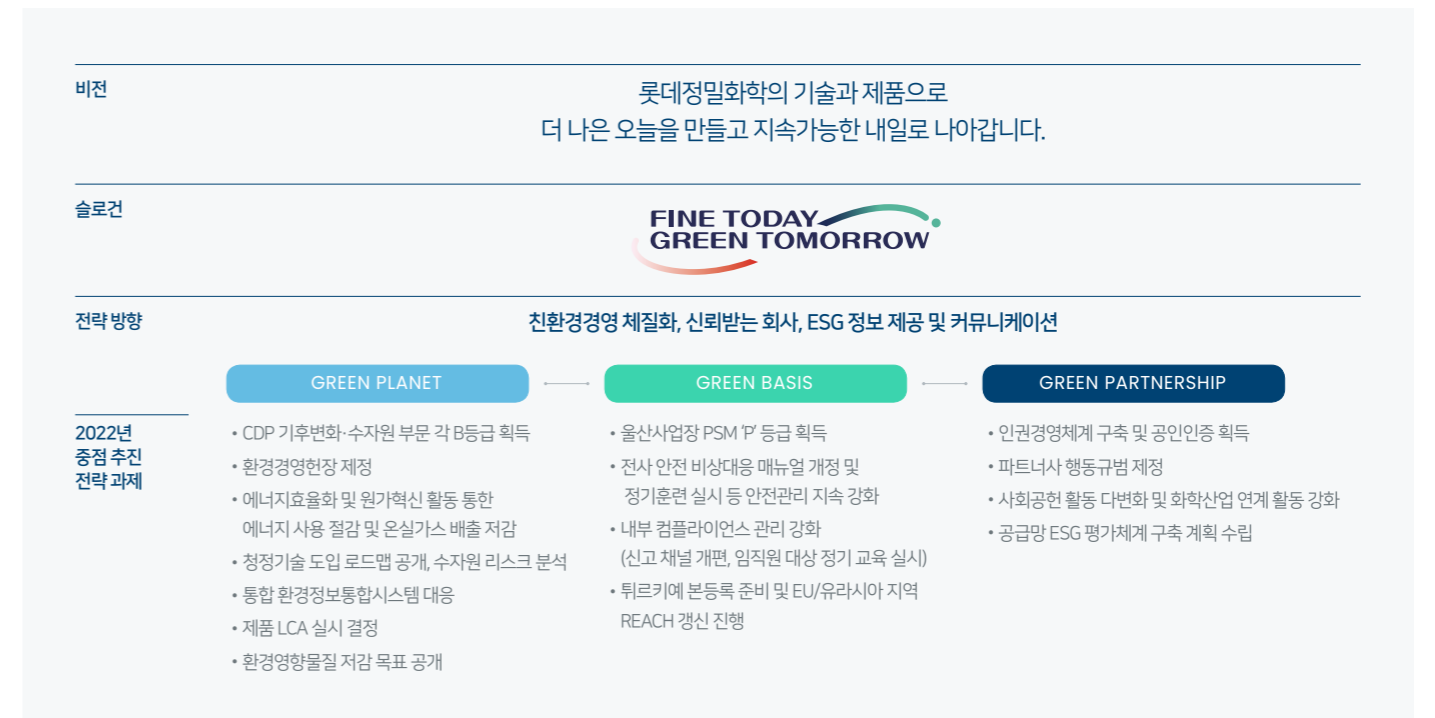 비전
롯데정밀화학의 기술과 제품으로
더 나은 오늘을 만들고 지속가능한 내일로 나아갑니다.
슬로건
FINE TODAY
GREEN TOMORROW
전략 방향
친환경경영 체질화, 신뢰받는 회사, ESG 정보 제공 및 커뮤니케이션
GREEN PLANET
GREEN BASIS
GREEN PARTNERSHIP
2022년
중점 추진
전략 과제
• CDP 기후변화·수자원 부문 각 B등급 획득
• 환경경영헌장 제정
• 에너지효율화 및 원가혁신 활동 통한
에너지 사용 절감 및 온실가스 배출 저감
• 청정기술 도입 로드맵 공개, 수자원 리스크 분석
• 통합 환경정보통합시스템 대응
• 제품 LCA 실시 결정
• 환경영향물질 저감 목표 공개
• 울산사업장 PSM ‘P’ 등급 획득
• 전사 안전 비상대응 매뉴얼 개정 및
정기훈련 실시 등 안전관리 지속 강화
• 내부 컴플라이언스 관리 강화
(신고 채널 개편, 임직원 대상 정기 교육 실시)
• 튀르키예 본등록 준비 및 EU/유라시아 지역
REACH 갱신 진행
• 인권경영체계 구축 및 공인인증 획득
• 파트너사 행동규범 제정
• 사회공헌 활동 다변화 및 화학산업 연계 활동 강화
• 공급망 ESG 평가체계 구축 계획 수립